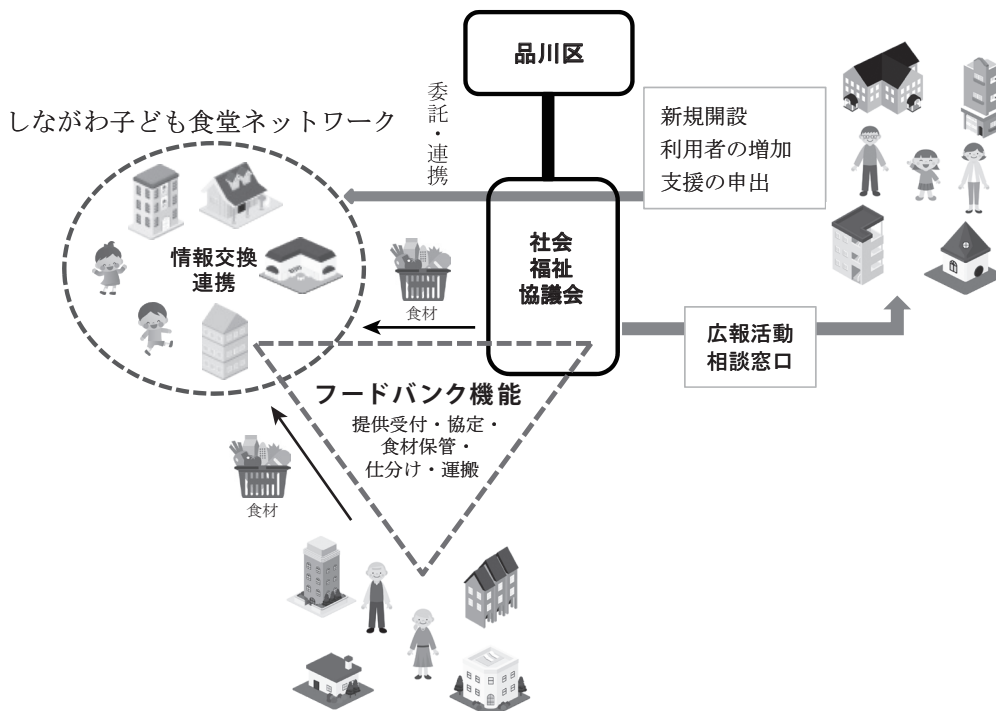 品川区
委託・連携
しながわ子ども食堂ネットワーク
新規開設
利用者の増加
支援の申出
情報交換
連携
社会
福祉
協議会
食材
広報活動
相談窓口
フードバンク機能
提供受付・協定・
食材保管・
仕分け・運搬
食材